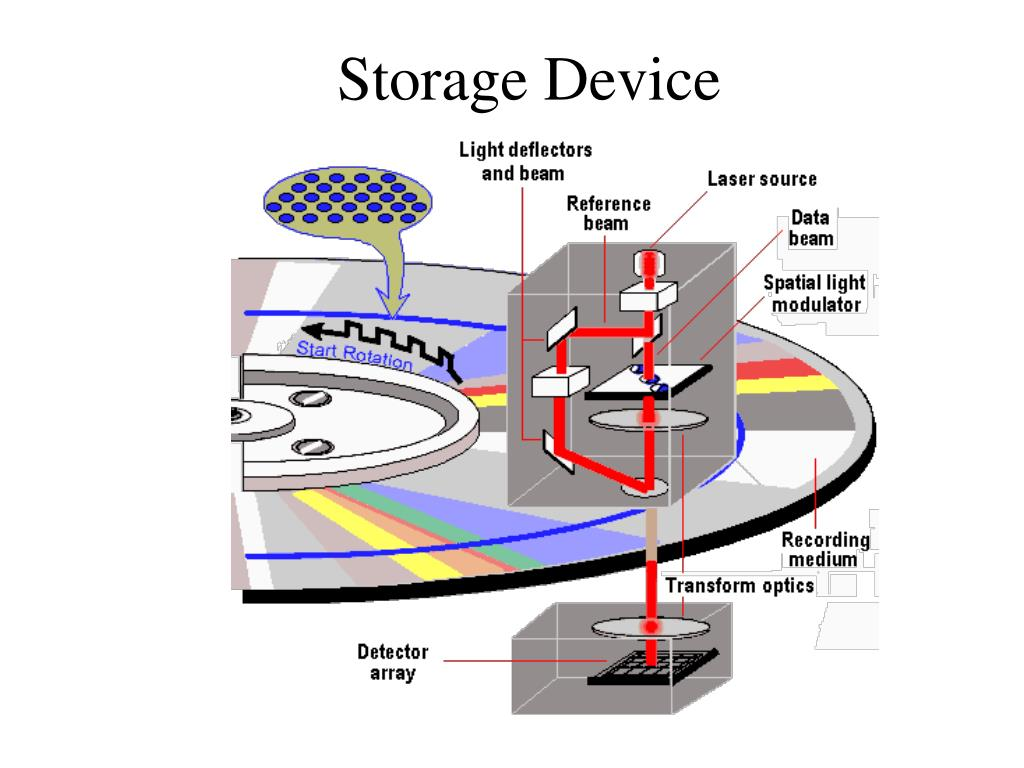 Storage Device
Light deflectors
and beam
Laser source
Reference
beam
Data
beam
Spatial light
modulator
Start Rotation
Recording
medium
Transform optics
Detector
array